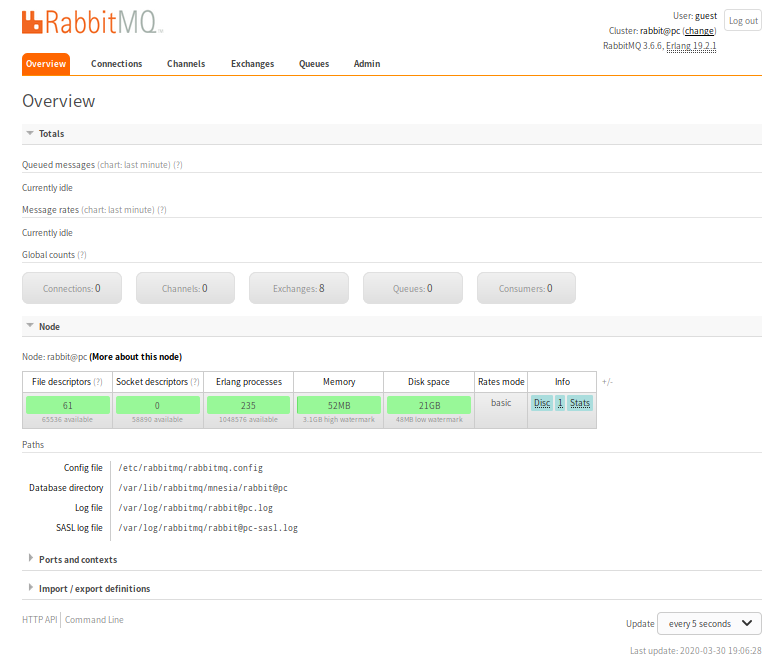 RabbitMQ
User: guest
Log out
Cluster: rabbit@pc (change)
RabbitMQ 3.6.6, Erlang 19.2.1
Overview Connections Channels Exchanges Queues Admin
Overview
Totals
Queued messages (chart: last minute) (?)
Currently idle
Message rates (chart: last minute) (?)
Currently idle
Global counts (?)
Connections: 0 Channels: 0 Exchanges: 8 Queues: 0 Consumers: 0
Node
Node: rabbit@pc (More about this node)
File descriptors (?) Socket descriptors (?) Erlang processes Memory Disk space Rates mode Info +/-
61 0 235 52MB 21GB basic Disc 1 Stats
65536 available 58890 available 1048576 available 3.1GB high watermark 48MB low watermark
Paths
Config file /etc/rabbitmq/rabbitmq.config
Database directory /var/lib/rabbitmq/mnesia/rabbit@pc
Log file /var/log/rabbitmq/rabbit@pc.log
SASL log file /var/log/rabbitmq/rabbit@pc-sasl.log
Ports and contexts
Import / export definitions
HTTP API Command Line
Update every 5 seconds
Last update: 2020-03-30 19:06:28